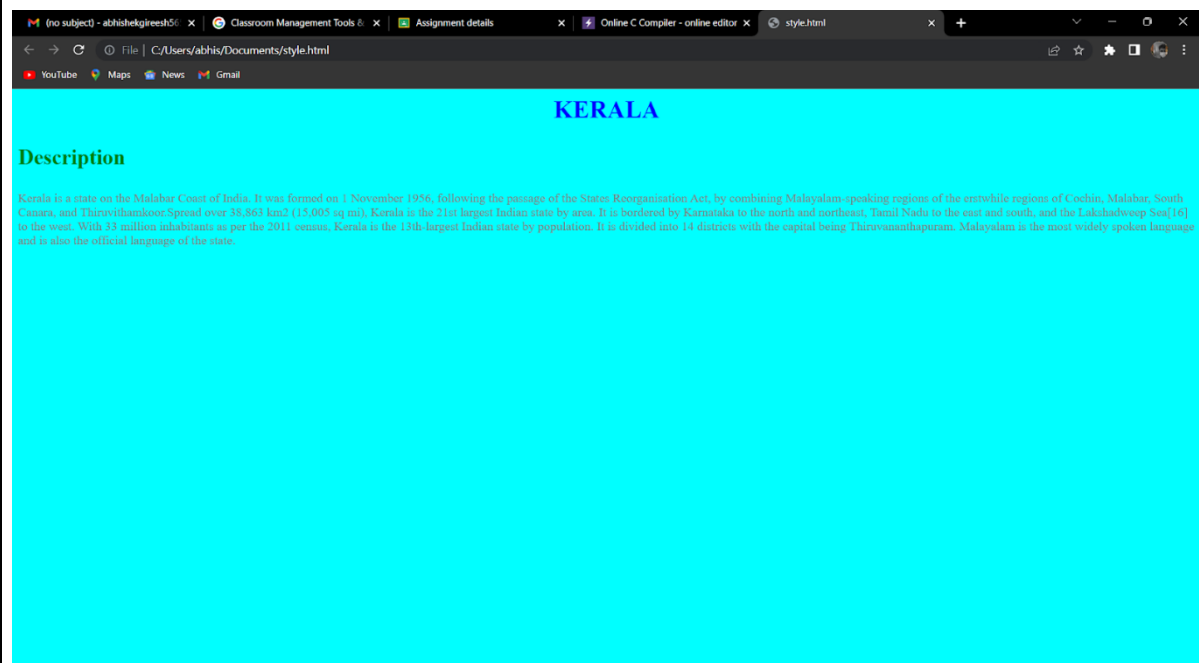 (no subject) - abhishekgireesh56
Classroom Management Tools &
Assignment details
Online C Compiler - online editor
style.html
File | C:/Users/abhis/Documents/style.html
YouTube Maps News Gmail
KERALA
Description
Kerala is a state on the Malabar Coast of India. It was formed on 1 November 1956, following the passage of the States Reorganisation Act, by combining Malayalam-speaking regions of the erstwhile regions of Cochin, Malabar, South
Canara, and Thiruvithamkoor.Spread over 38,863 km2 (15,005 sq mi), Kerala is the 21st largest Indian state by area. It is bordered by Karnataka to the north and northeast, Tamil Nadu to the east and south, and the Lakshadweep Sea[16]
to the west. With 33 million inhabitants as per the 2011 census, Kerala is the 13th-largest Indian state by population. It is divided into 14 districts with the capital being Thiruvananthapuram. Malayalam is the most widely spoken language
and is also the official language of the state.